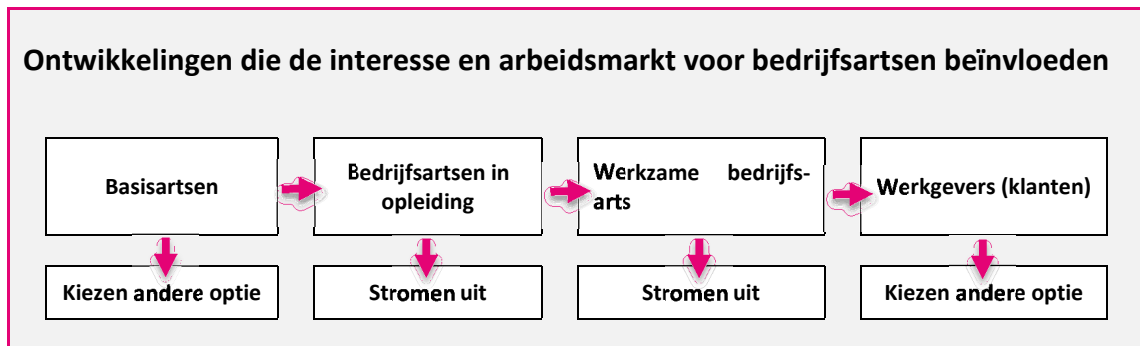 Ontwikkelingen die de interesse en arbeidsmarkt voor bedrijfsartsen beïnvloeden
Basisartsen
Bedrijfsartsen in
opleiding
Werkzame bedrijfs-
arts
Werkgevers (klanten)
Kiezen andere optie
Stromen uit
Stromen uit
Kiezen andere optie